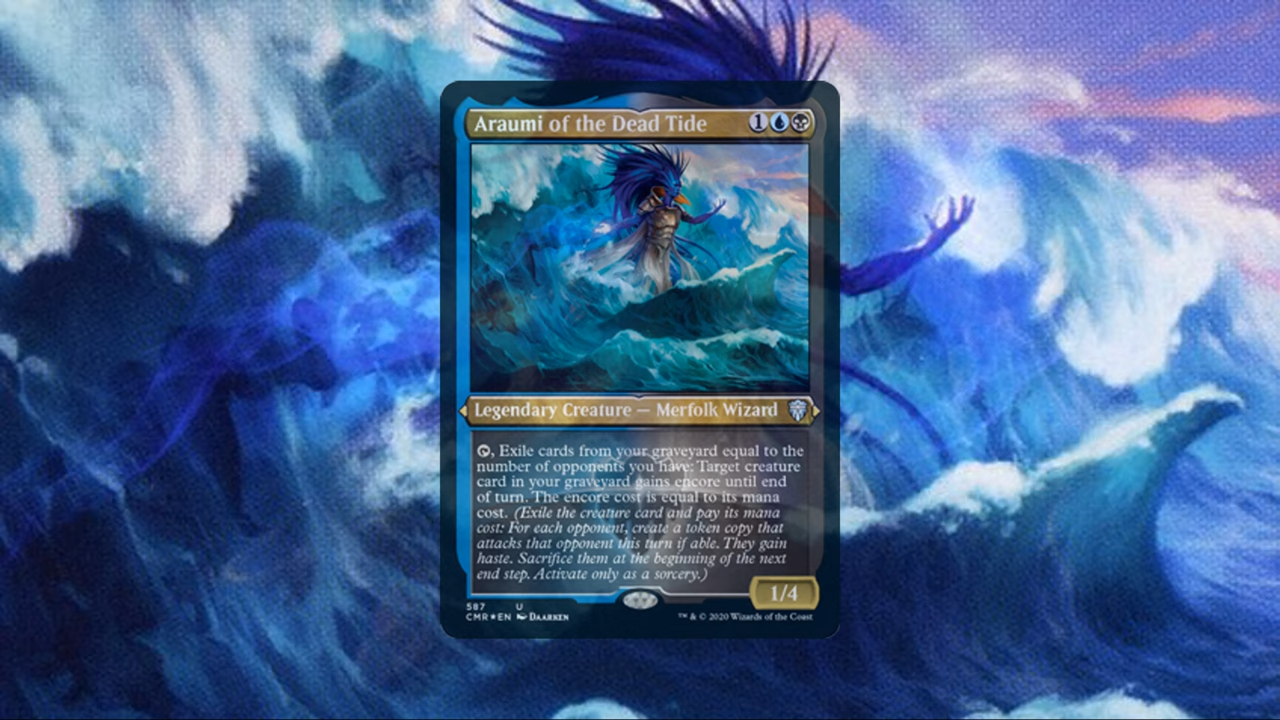 Araumi of the Dead Tide 1
Legendary Creature — Merfolk Wizard
, Exile cards from your graveyard equal to the
number of opponents you have: Target creature
card in your graveyard gains encore until end
of turn. The encore cost is equal to its mana
cost. (Exile the creature card and pay its mana
cost: For each opponent, create a token copy that
attacks that opponent this turn if able. They gain
haste. Sacrifice them at the beginning of the next
end step. Activate only as a sorcery.)
1/4
587 U
CMR★EN Daarken ™ & © 2020 Wizards of the Coast